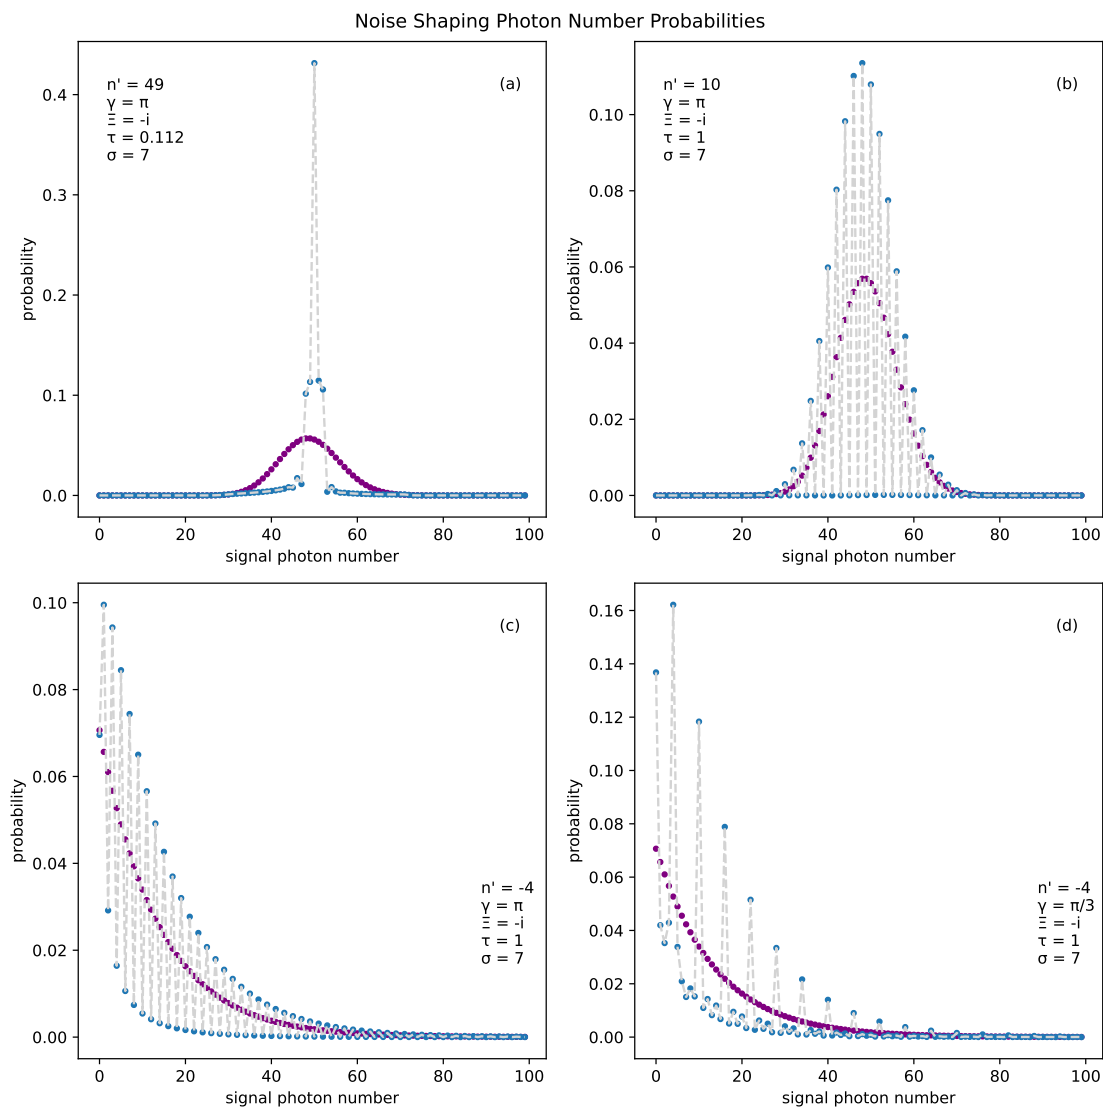 Noise Shaping Photon Number Probabilities
n' = 49
γ = π
Ξ = -i
τ = 0.112
σ = 7
(a)
0.4
0.3
0.2
0.1
0.0
probability
0 20 40 60 80 100
signal photon number
n' = 10
γ = π
Ξ = -i
τ = 1
σ = 7
(b)
0.10
0.08
0.06
0.04
0.02
0.00
probability
0 20 40 60 80 100
signal photon number
(c)
n' = -4
γ = π
Ξ = -i
τ = 1
σ = 7
0.10
0.08
0.06
0.04
0.02
0.00
probability
0 20 40 60 80 100
signal photon number
(d)
n' = -4
γ = π/3
Ξ = -i
τ = 1
σ = 7
0.16
0.14
0.12
0.10
0.08
0.06
0.04
0.02
0.00
probability
0 20 40 60 80 100
signal photon number